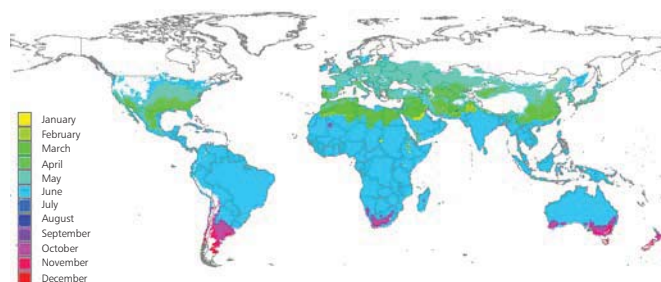 January
February
March
April
May
June
July
August
September
October
November
December